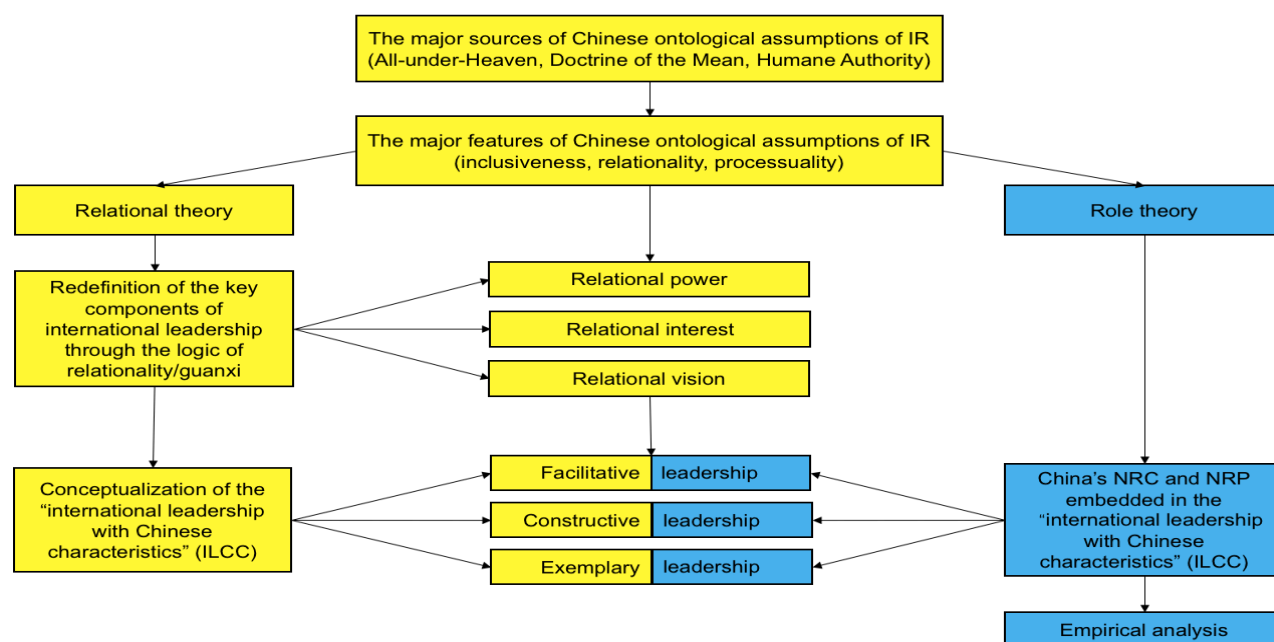 The major sources of Chinese ontological assumptions of IR
(All-under-Heaven, Doctrine of the Mean, Humane Authority)
The major features of Chinese ontological assumptions of IR
(inclusiveness, relationality, processuality)
Relational theory
Role theory
Redefinition of the key
components of
international leadership
through the logic of
relationality/guanxi
Relational power
Relational interest
Relational vision
Conceptualization of the
“international leadership
with Chinese
characteristics” (ILCC)
Facilitative leadership
Constructive leadership
Exemplary leadership
China’s NRC and NRP
embedded in the
“international leadership
with Chinese
characteristics” (ILCC)
Empirical analysis